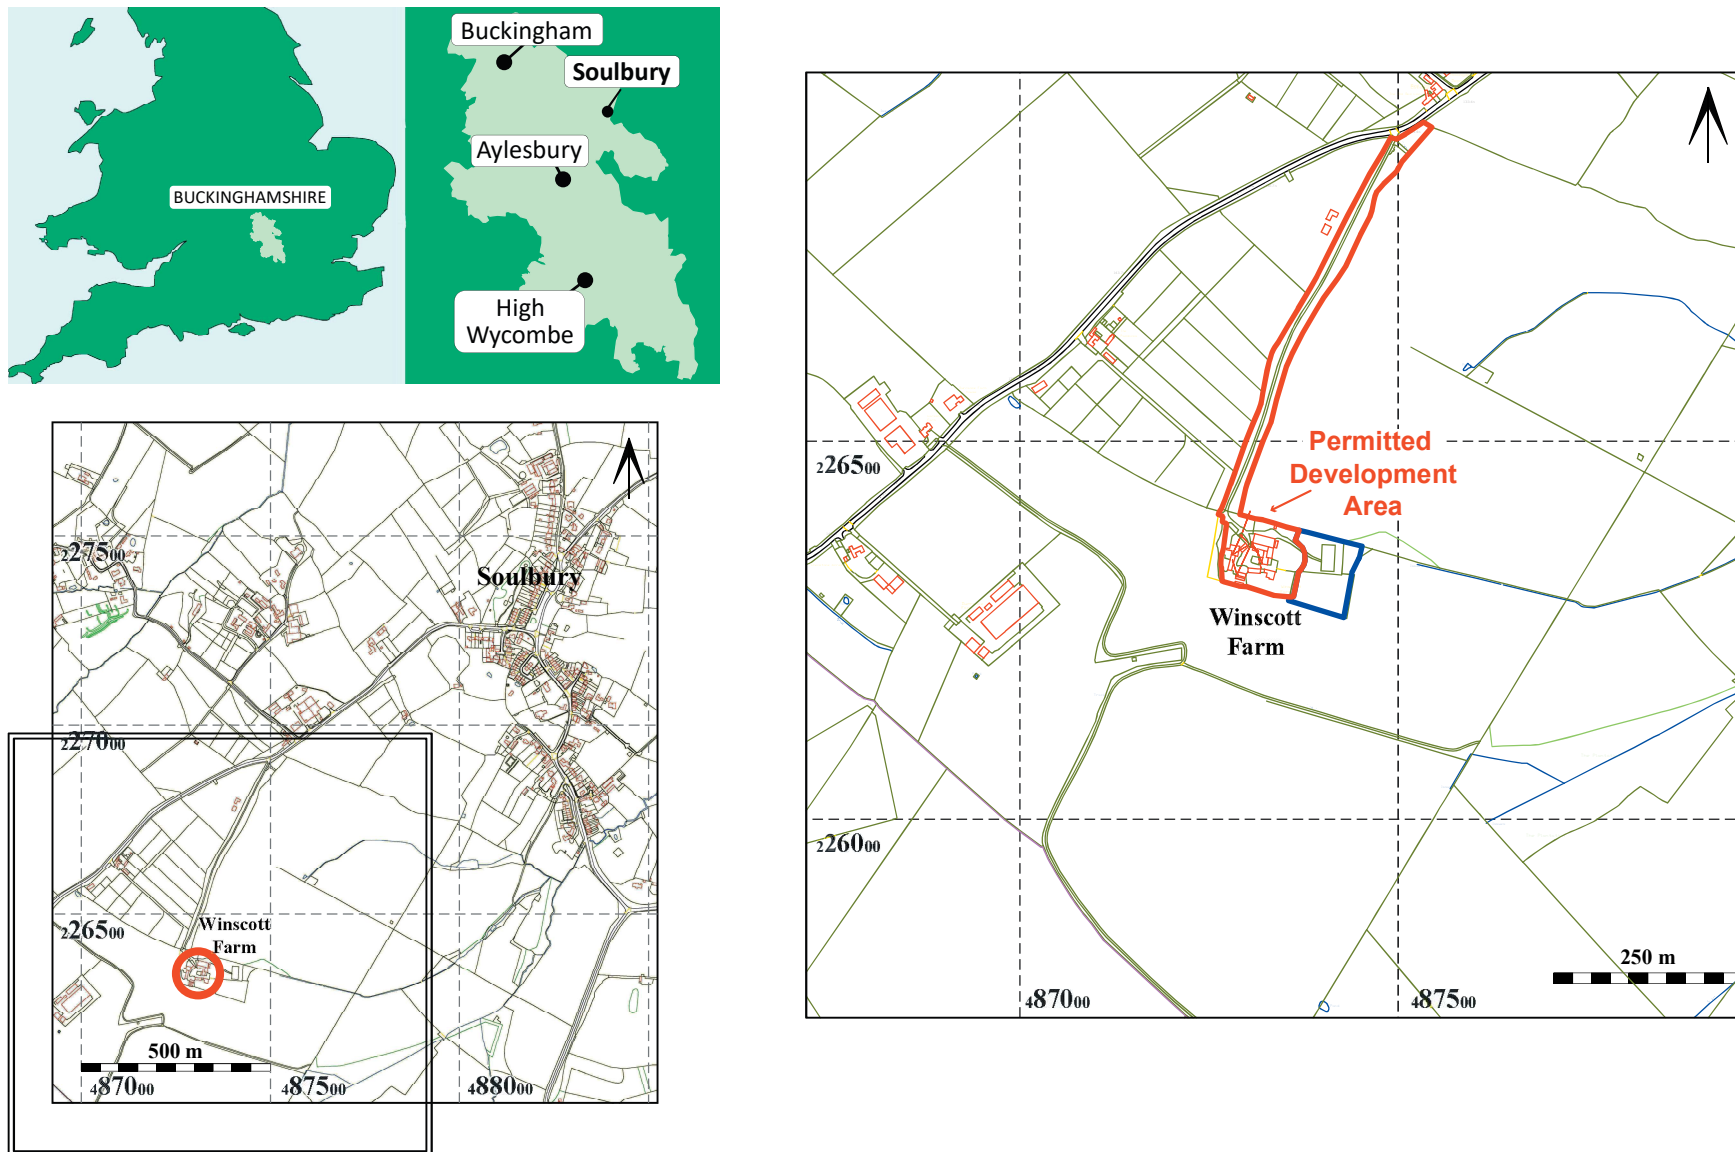 Buckingham
Soulbury
Aylesbury
BUCKINGHAMSHIRE
High
Wycombe
Permitted
Development
Area
226500
Winscott
Farm
226000
250 m
487000
487500
227500
Soulbury
227000
Winscott
Farm
226500
500 m
487000
487500
488000